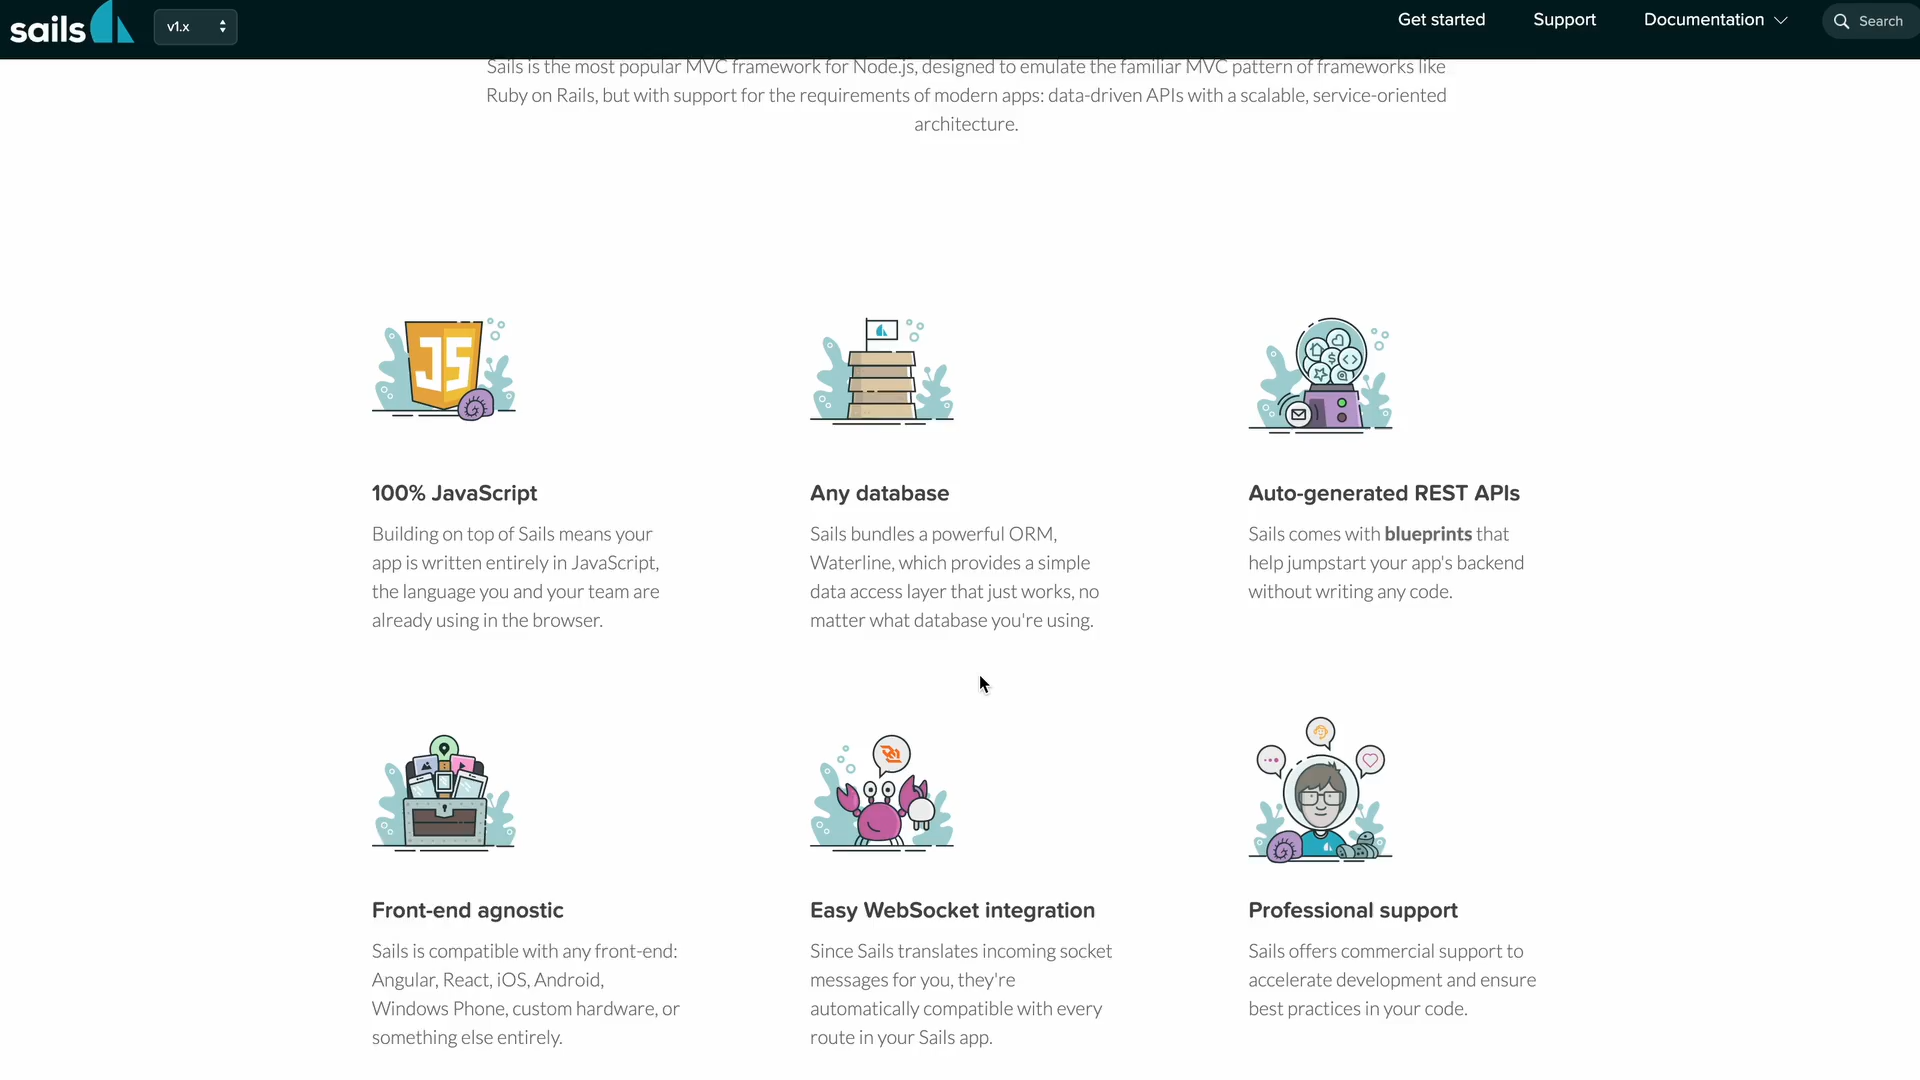 sails
v1.x
Get started
Support
Documentation
Search
Sails is the most popular MVC framework for Node.js, designed to emulate the familiar MVC pattern of frameworks like
Ruby on Rails, but with support for the requirements of modern apps: data-driven APIs with a scalable, service-oriented
architecture.
JS
100% JavaScript
Building on top of Sails means your
app is written entirely in JavaScript,
the language you and your team are
already using in the browser.
Any database
Sails bundles a powerful ORM,
Waterline, which provides a simple
data access layer that just works, no
matter what database you're using.
Auto-generated REST APIs
Sails comes with blueprints that
help jumpstart your app's backend
without writing any code.
Front-end agnostic
Sails is compatible with any front-end:
Angular, React, iOS, Android,
Windows Phone, custom hardware, or
something else entirely.
Easy WebSocket integration
Since Sails translates incoming socket
messages for you, they're
automatically compatible with every
route in your Sails app.
Professional support
Sails offers commercial support to
accelerate development and ensure
best practices in your code.